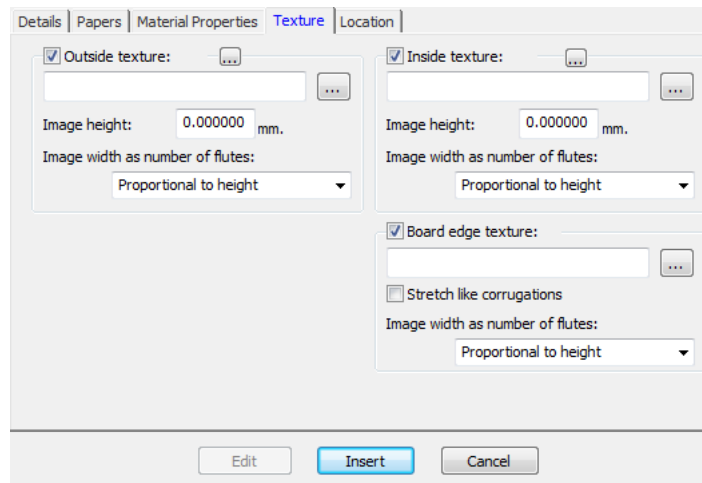 Details Papers Material Properties Texture Location
Outside texture: ...
...
Image height: 0.000000 mm.
Image width as number of flutes:
Proportional to height
Inside texture: ...
...
Image height: 0.000000 mm.
Image width as number of flutes:
Proportional to height
Board edge texture:
...
Stretch like corrugations
Image width as number of flutes:
Proportional to height
Edit Insert Cancel